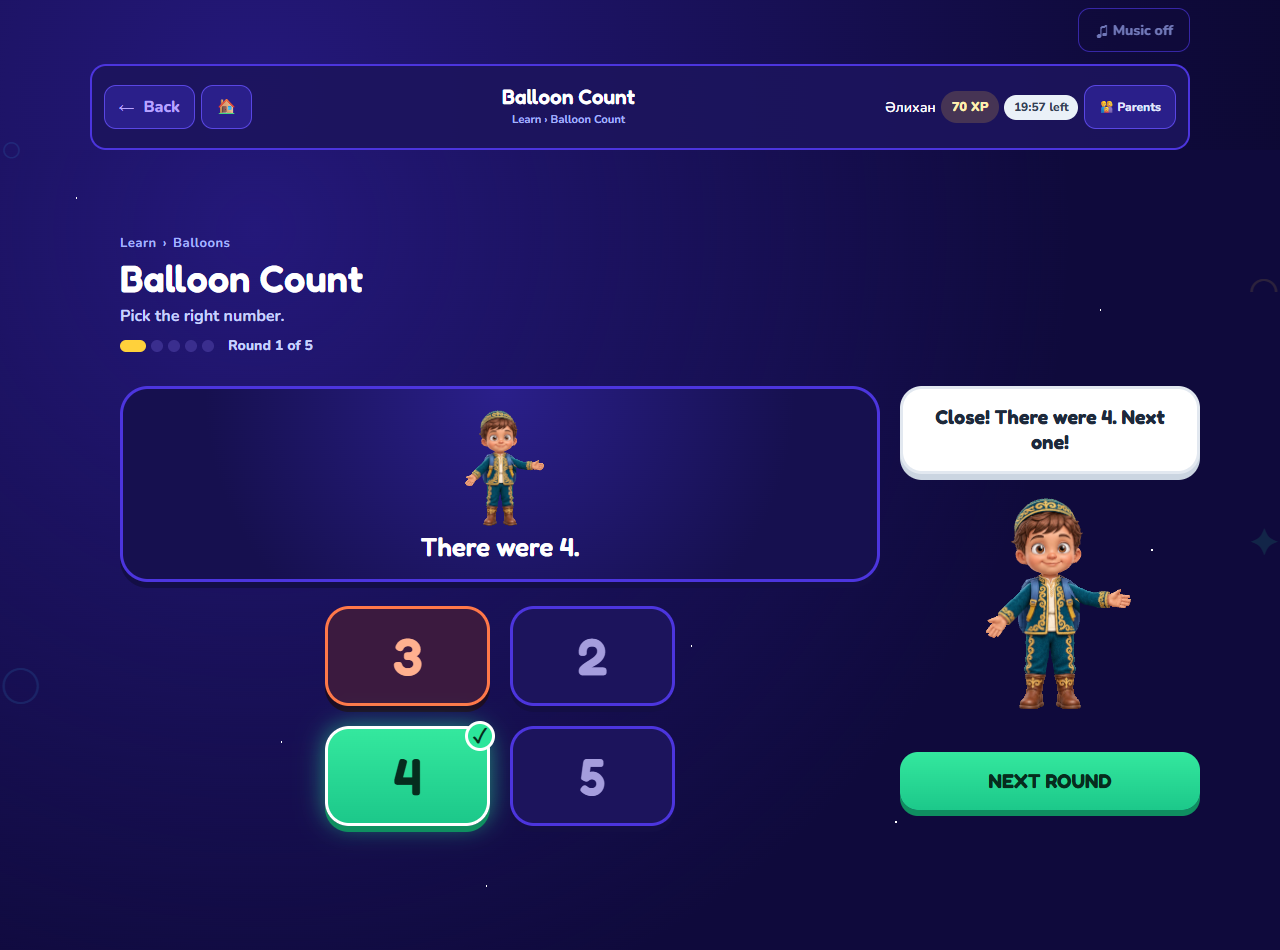 ♫ Music off
← Back
Balloon Count
Learn › Balloon Count
Әлихан
70 XP
19:57 left
Parents
Learn › Balloons
Balloon Count
Pick the right number.
Round 1 of 5
There were 4.
Close! There were 4. Next
one!
3
2
4
✓
5
NEXT ROUND